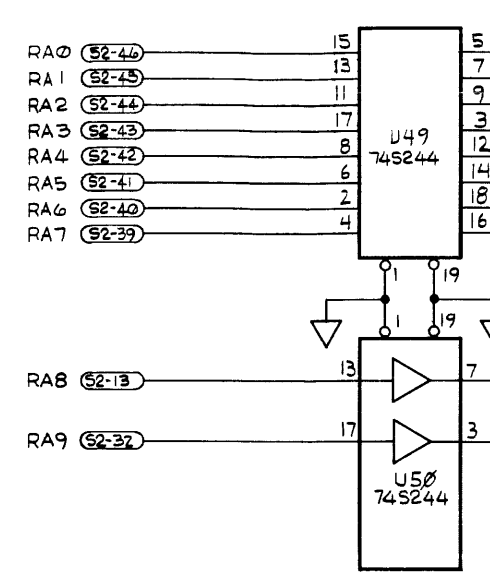 RAØ S2-46 15 5
RA1 S2-45 13 7
RA2 S2-44 11 9
RA3 S2-43 17 3
RA4 S2-42 8 12
RA5 S2-41 6 14
RA6 S2-40 2 18
RA7 S2-39 4 16
U49
74S244
1 19
1 19
RA8 S2-13 13 7
RA9 S2-32 17 3
U5Ø
74S244